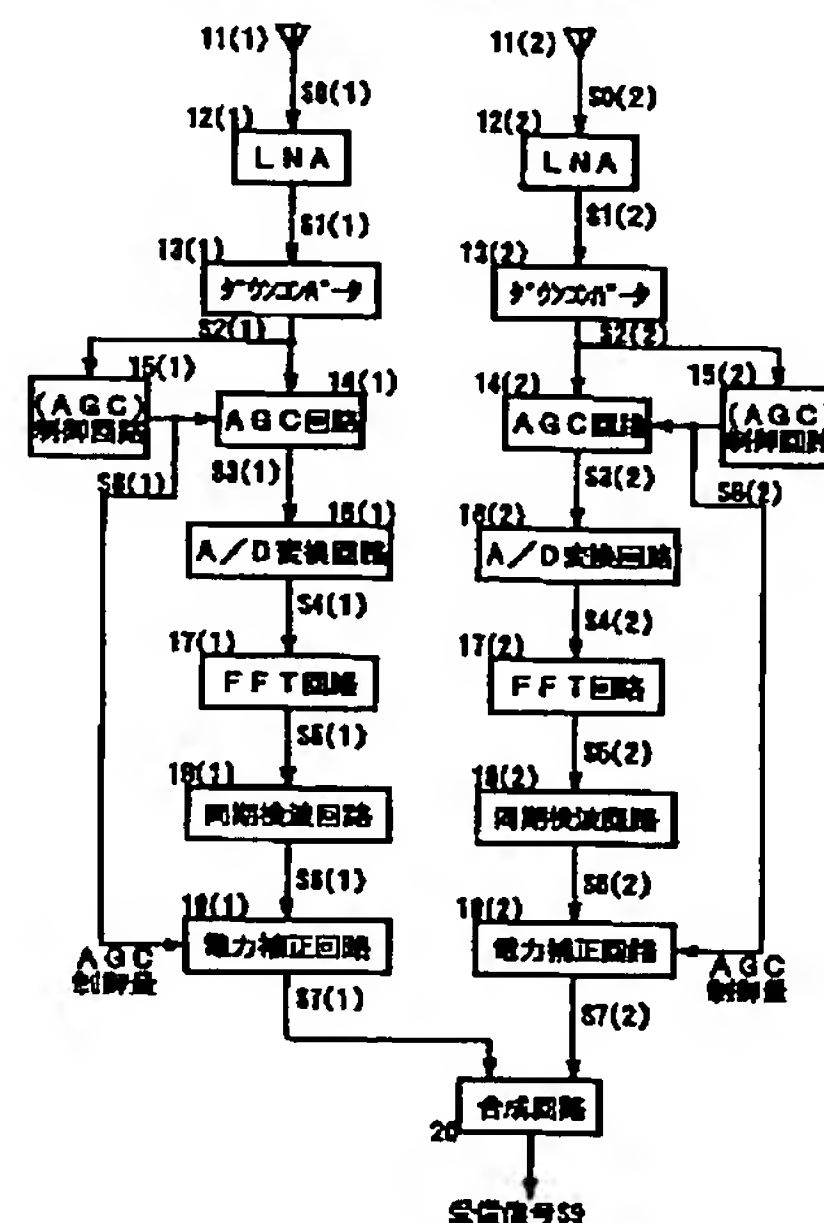 11(1)
11(2)
S0(1)
S0(2)
12(1)
12(2)
LNA
LNA
S1(1)
S1(2)
13(1)
13(2)
ダウンコンバータ
ダウンコンバータ
S2(1)
S2(2)
15(1)
14(1)
14(2)
15(2)
(AGC)
制御回路
AGC回路
AGC回路
(AGC)
制御回路
S8(1)
S3(1)
S3(2)
S8(2)
16(1)
16(2)
A/D変換回路
A/D変換回路
S4(1)
S4(2)
17(1)
17(2)
FFT回路
FFT回路
S5(1)
S5(2)
18(1)
18(2)
同期検波回路
同期検波回路
S6(1)
S6(2)
19(1)
19(2)
電力補正回路
電力補正回路
AGC
制御量
AGC
制御量
S7(1)
S7(2)
合成回路
20
受信信号S9